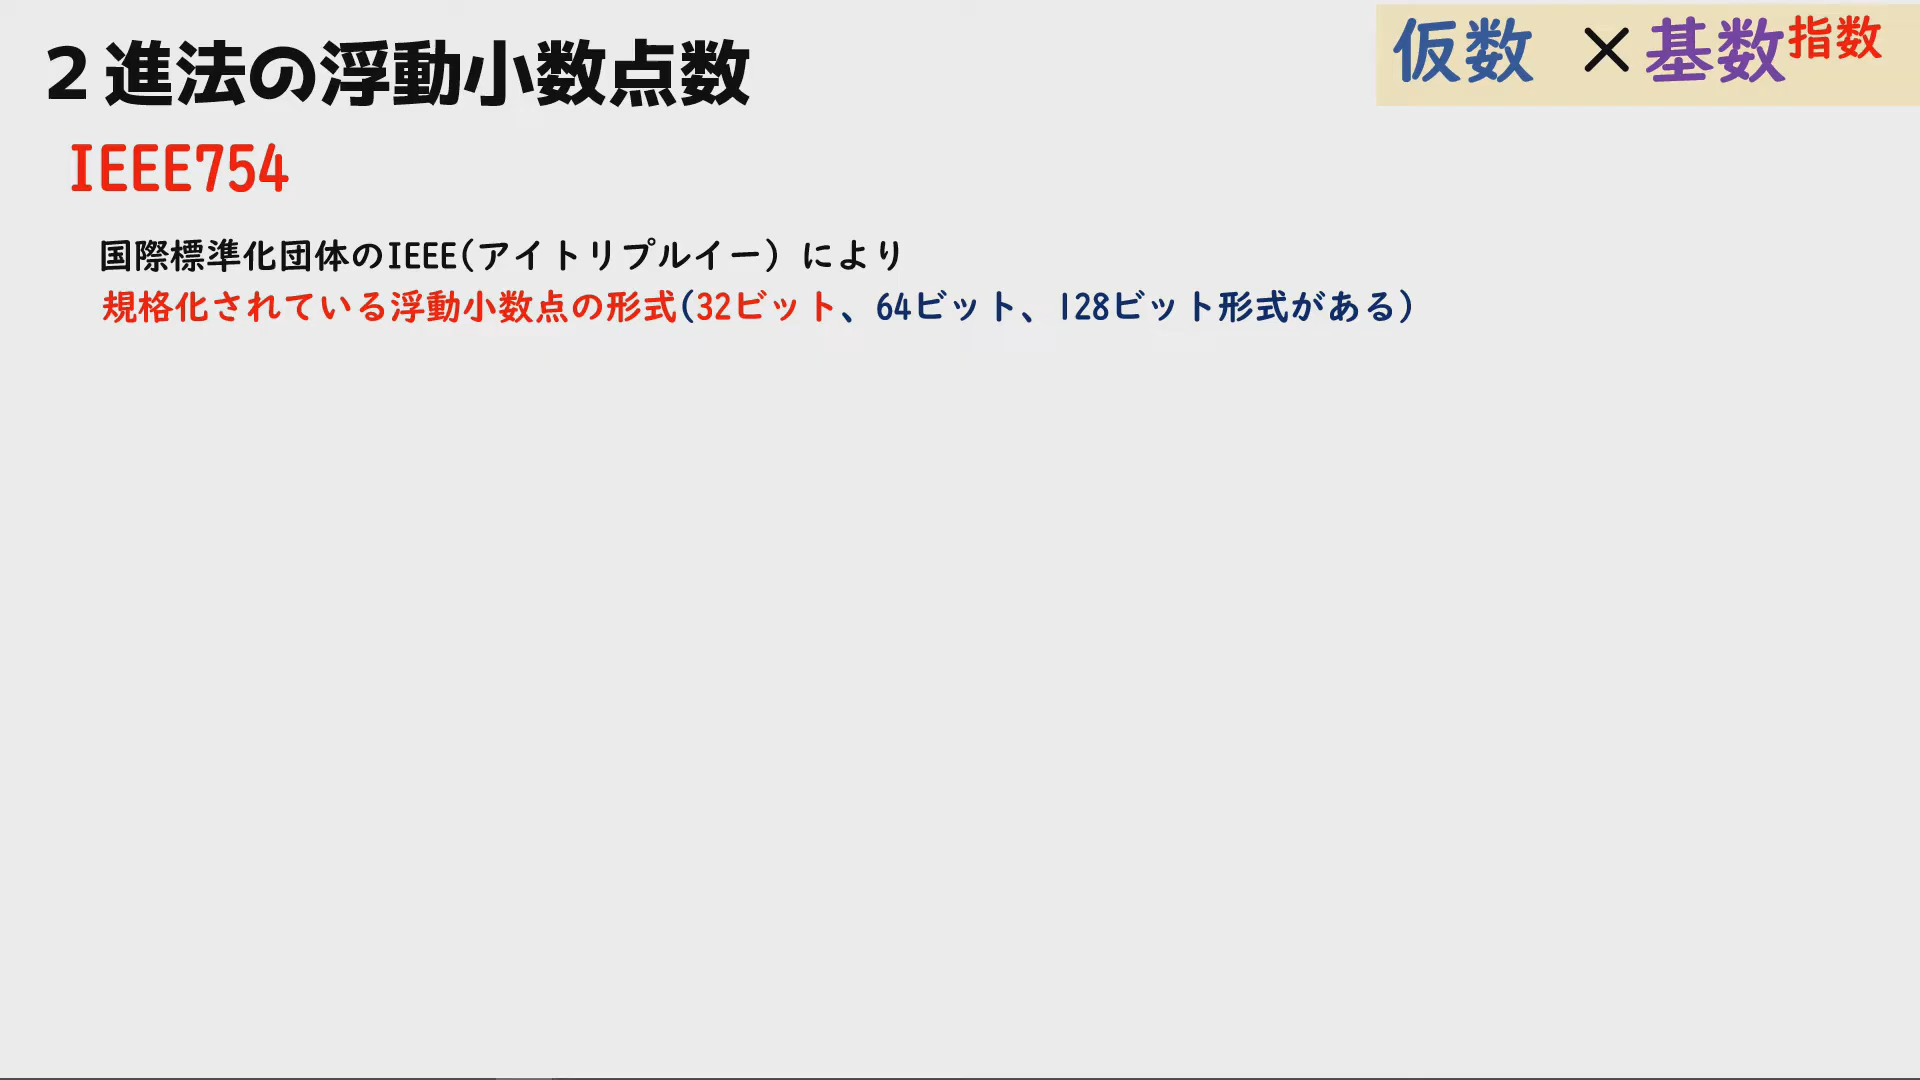 ２進法の浮動小数点数
仮数 ×基数指数
IEEE754
国際標準化団体のIEEE(アイトリプルイー) により
規格化されている浮動小数点の形式(32ビット、64ビット、128ビット形式がある)